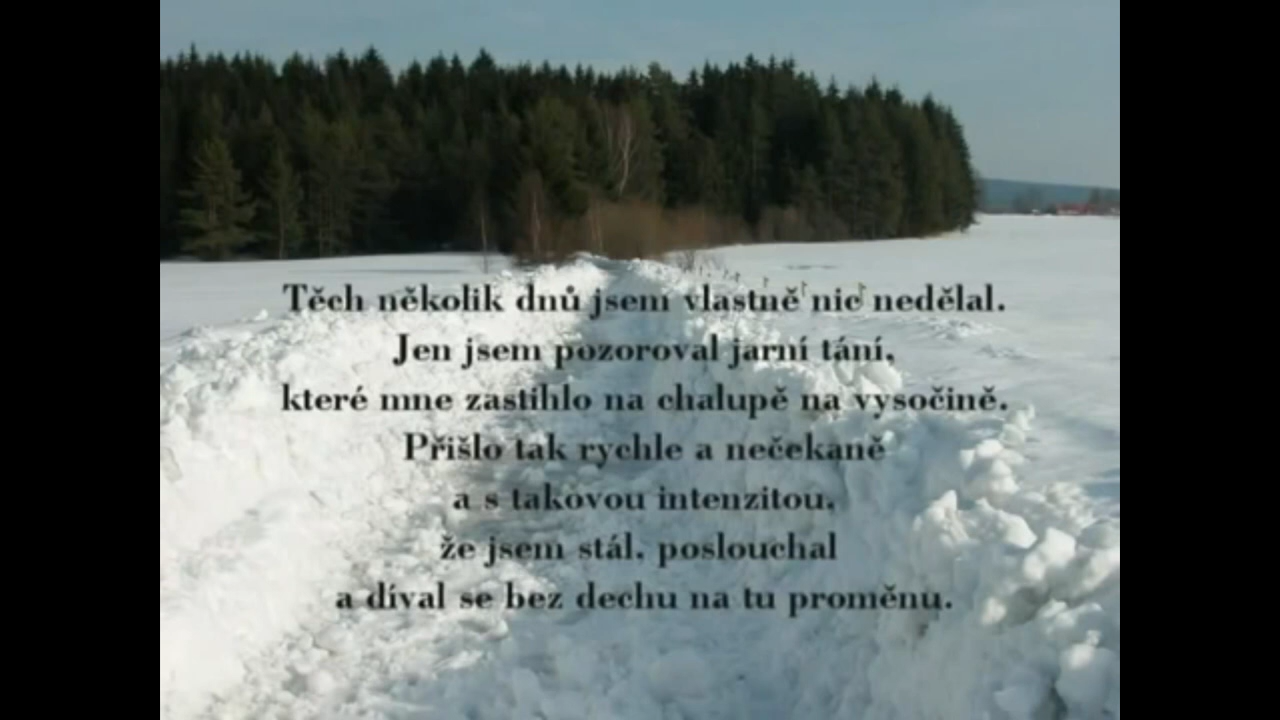 Těch několik dnů jsem vlastně nic nedělal.
Jen jsem pozoroval jarní tání,
které mne zastihlo na chalupě na vysočině.
Přišlo tak rychle a nečekaně
a s takovou intenzitou,
že jsem stál, poslouchal
a díval se bez dechu na tu proměnu.